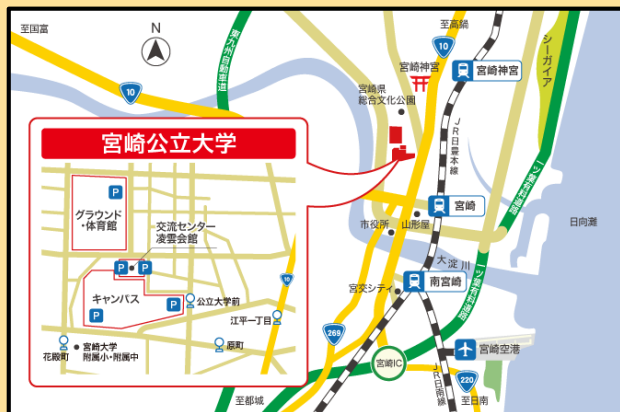 至国富
N
東九州自動車道
10
10
至高鍋
宮崎神宮
宮崎神宮
宮崎県
総合文化公園
シーガイア
JR日豊本線
一ツ葉有料道路
宮崎公立大学
P
グラウンド
・体育館
交流センター
凌雲会館
P
P
キャンパス
P
P
公立大学前
10
江平一丁目
原町
花殿町
宮崎大学
附属小・附属中
宮崎
市役所
山形屋
日向灘
大淀川
南宮崎
一ツ葉有料道路
宮交シティ
269
宮崎IC
宮崎空港
JR日南線
220
至都城
至日南